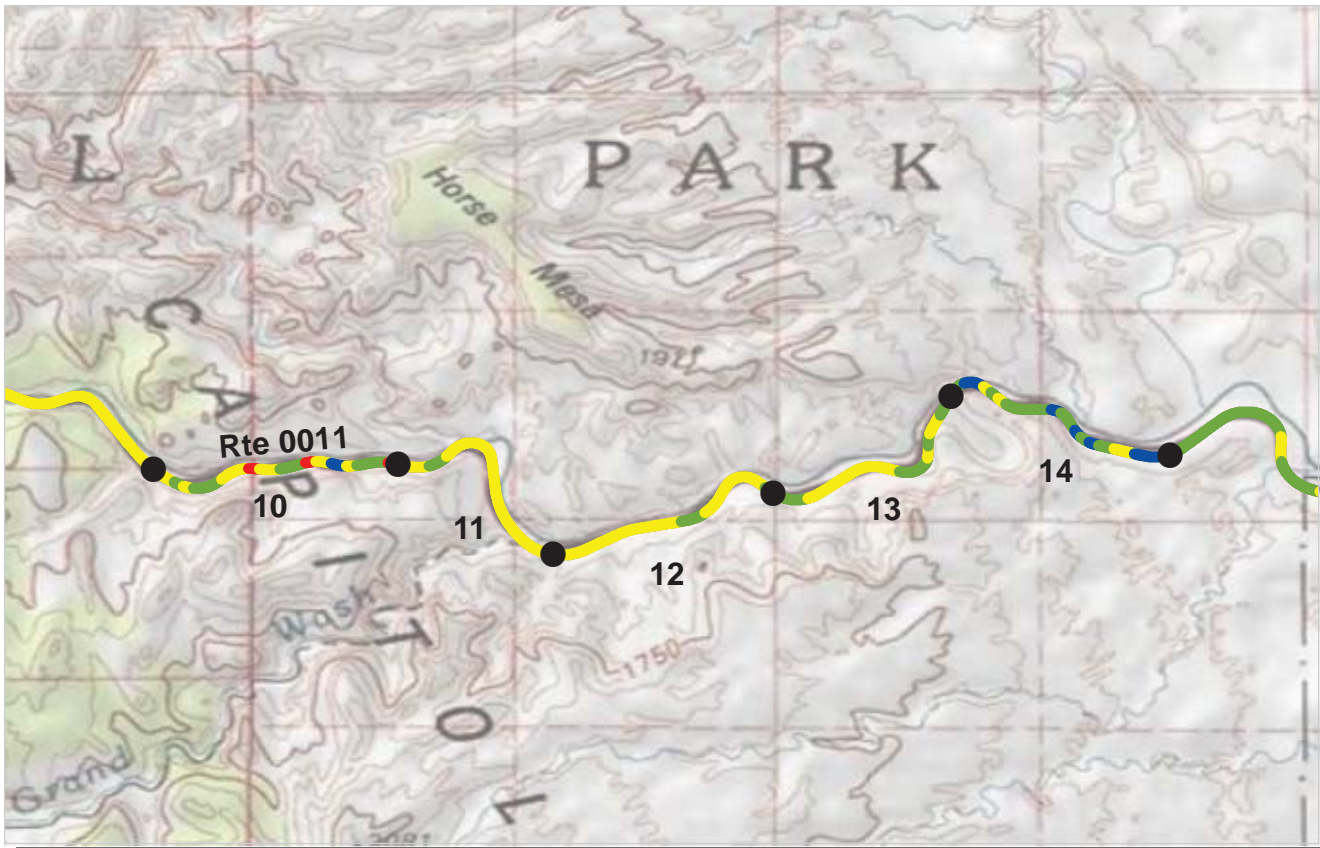 A L
P A R K
Horse
Mesa
1921
C A P I T O L
Rte 0011
10
11
12
13
14
Wash
1750
Grand